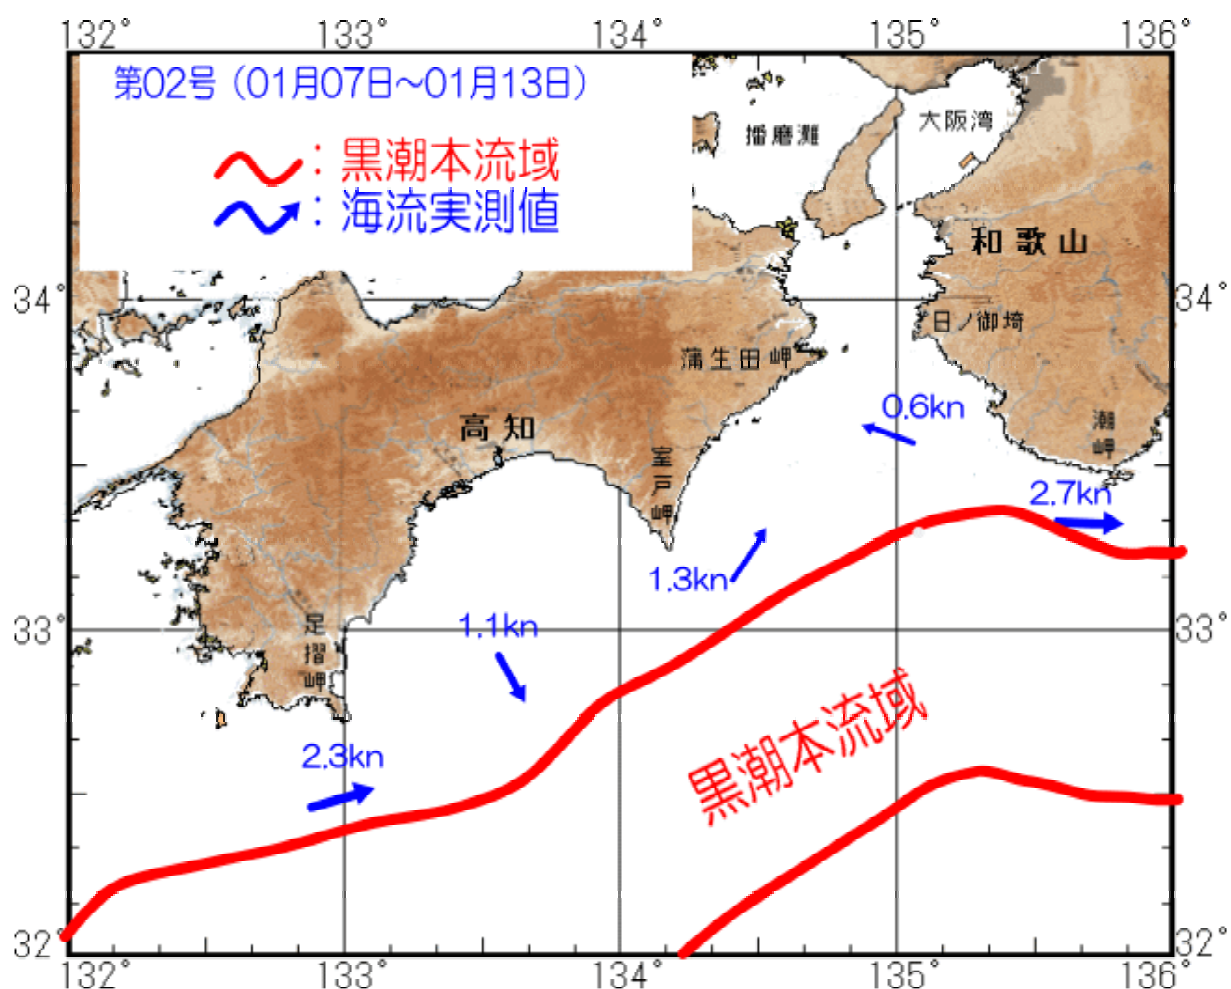 132° 133° 134° 135° 136°
第02号（01月07日～01月13日）
：黒潮本流域
：海流実測値
播磨灘
大阪湾
和歌山
34° 34°
日ノ御埼
蒲生田岬
0.6kn
高知
潮岬
室戸岬
2.7kn
1.3kn
33° 33°
足摺岬
1.1kn
黒潮本流域
2.3kn
32° 32°
132° 133° 134° 135° 136°